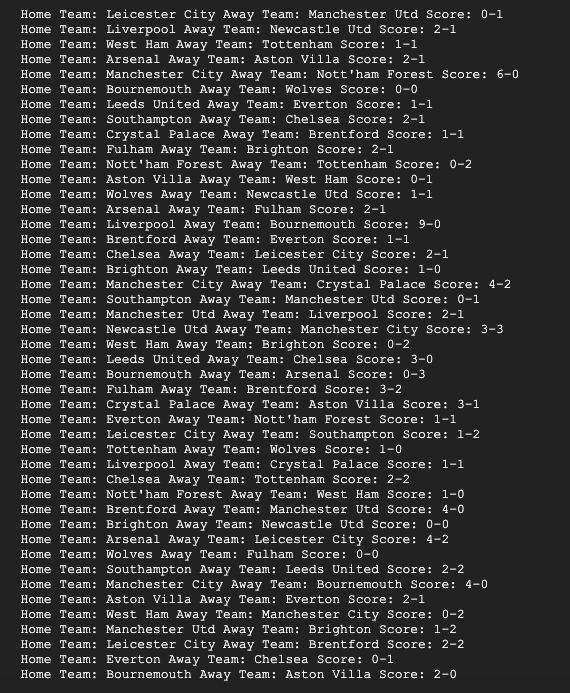 Home Team: Leicester City Away Team: Manchester Utd Score: 0-1
Home Team: Liverpool Away Team: Newcastle Utd Score: 2-1
Home Team: West Ham Away Team: Tottenham Score: 1-1
Home Team: Arsenal Away Team: Aston Villa Score: 2-1
Home Team: Manchester City Away Team: Nott'ham Forest Score: 6-0
Home Team: Bournemouth Away Team: Wolves Score: 0-0
Home Team: Leeds United Away Team: Everton Score: 1-1
Home Team: Southampton Away Team: Chelsea Score: 2-1
Home Team: Crystal Palace Away Team: Brentford Score: 1-1
Home Team: Fulham Away Team: Brighton Score: 2-1
Home Team: Nott'ham Forest Away Team: Tottenham Score: 0-2
Home Team: Aston Villa Away Team: West Ham Score: 0-1
Home Team: Wolves Away Team: Newcastle Utd Score: 1-1
Home Team: Arsenal Away Team: Fulham Score: 2-1
Home Team: Liverpool Away Team: Bournemouth Score: 9-0
Home Team: Brentford Away Team: Everton Score: 1-1
Home Team: Chelsea Away Team: Leicester City Score: 2-1
Home Team: Brighton Away Team: Leeds United Score: 1-0
Home Team: Manchester City Away Team: Crystal Palace Score: 4-2
Home Team: Southampton Away Team: Manchester Utd Score: 0-1
Home Team: Manchester Utd Away Team: Liverpool Score: 2-1
Home Team: Newcastle Utd Away Team: Manchester City Score: 3-3
Home Team: West Ham Away Team: Brighton Score: 0-2
Home Team: Leeds United Away Team: Chelsea Score: 3-0
Home Team: Bournemouth Away Team: Arsenal Score: 0-3
Home Team: Fulham Away Team: Brentford Score: 3-2
Home Team: Crystal Palace Away Team: Aston Villa Score: 3-1
Home Team: Everton Away Team: Nott'ham Forest Score: 1-1
Home Team: Leicester City Away Team: Southampton Score: 1-2
Home Team: Tottenham Away Team: Wolves Score: 1-0
Home Team: Liverpool Away Team: Crystal Palace Score: 1-1
Home Team: Chelsea Away Team: Tottenham Score: 2-2
Home Team: Nott'ham Forest Away Team: West Ham Score: 1-0
Home Team: Brentford Away Team: Manchester Utd Score: 4-0
Home Team: Brighton Away Team: Newcastle Utd Score: 0-0
Home Team: Arsenal Away Team: Leicester City Score: 4-2
Home Team: Wolves Away Team: Fulham Score: 0-0
Home Team: Southampton Away Team: Leeds United Score: 2-2
Home Team: Manchester City Away Team: Bournemouth Score: 4-0
Home Team: Aston Villa Away Team: Everton Score: 2-1
Home Team: West Ham Away Team: Manchester City Score: 0-2
Home Team: Manchester Utd Away Team: Brighton Score: 1-2
Home Team: Leicester City Away Team: Brentford Score: 2-2
Home Team: Everton Away Team: Chelsea Score: 0-1
Home Team: Bournemouth Away Team: Aston Villa Score: 2-0